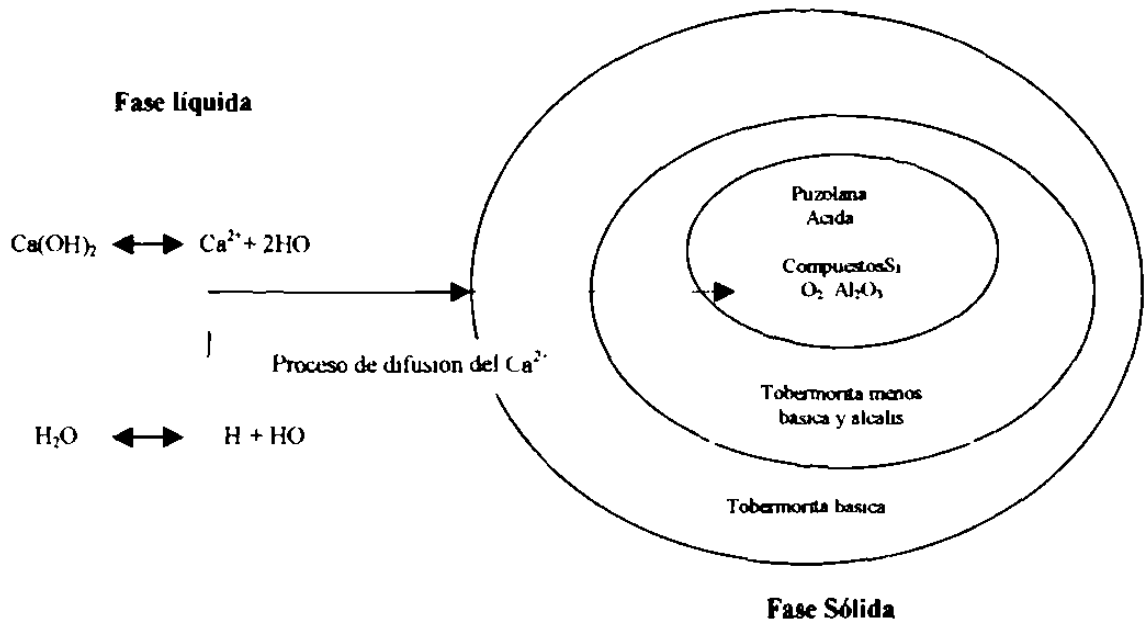 Fase líquida
Ca(OH)₂ Ca²⁺ + 2HO
Proceso de difusion del Ca²⁺
H₂O H + HO
Puzolana
Acida
CompuestosSi
O₂ Al₂O₃
Tobermorita menos
basica y alcalis
Tobermorita basica
Fase Sólida